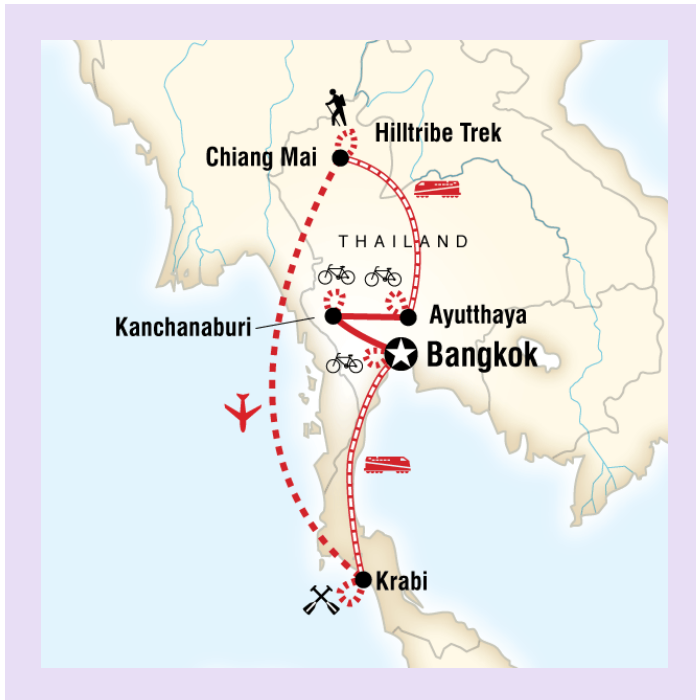 Hilltribe Trek
Chiang Mai
THAILAND
Kanchanaburi
Ayutthaya
Bangkok
Krabi